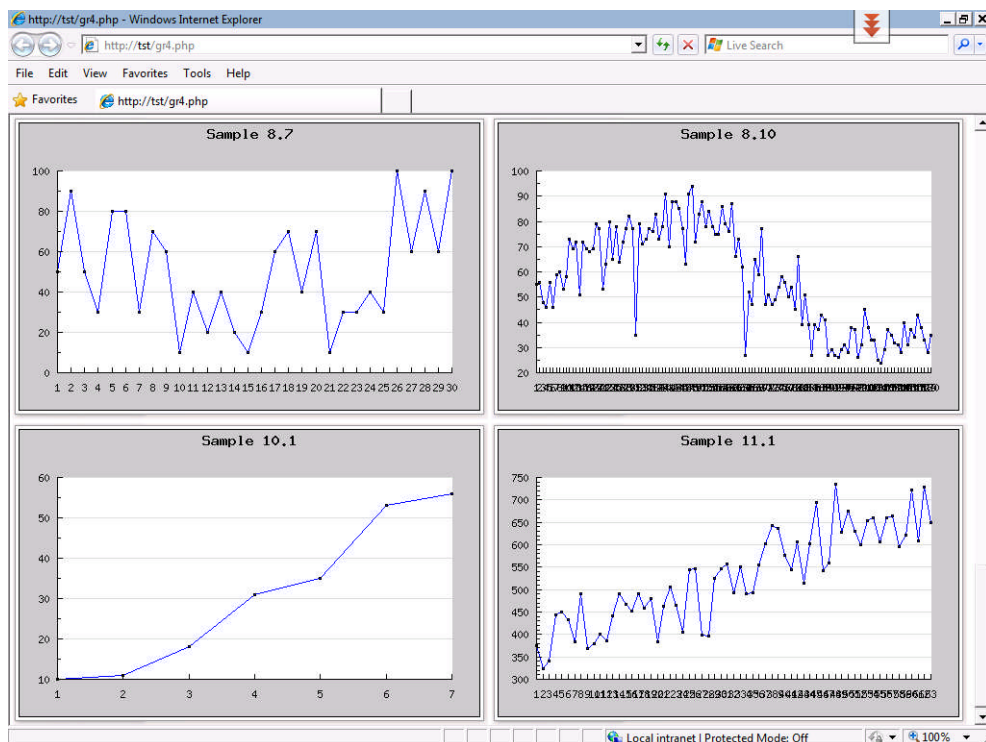 http://tst/gr4.php - Windows Internet Explorer
http://tst/gr4.php
Live Search
File Edit View Favorites Tools Help
Favorites http://tst/gr4.php
Sample 8.7
100
80
60
40
20
0
1 2 3 4 5 6 7 8 9 10 11 12 13 14 15 16 17 18 19 20 21 22 23 24 25 26 27 28 29 30
Sample 8.10
100
90
80
70
60
50
40
30
20
Sample 10.1
60
50
40
30
20
10
1 2 3 4 5 6 7
Sample 11.1
750
700
650
600
550
500
450
400
350
300
Local intranet | Protected Mode: Off
100%